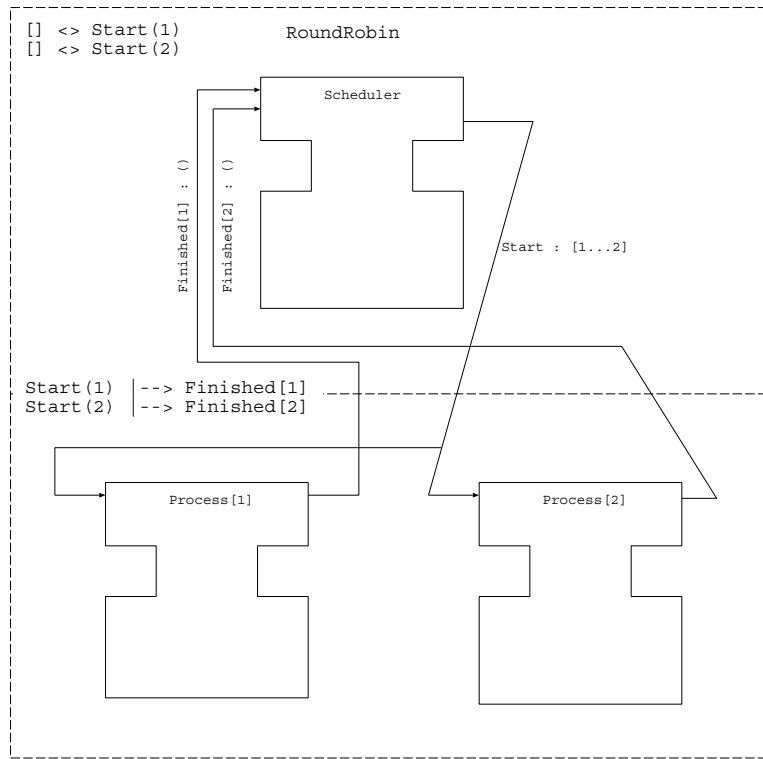 [] <> Start(1)
[] <> Start(2)
RoundRobin
Scheduler
Finished[1] : ()
Finished[2] : ()
Start : [1...2]
Start(1) |--> Finished[1]
Start(2) |--> Finished[2]
Process[1]
Process[2]